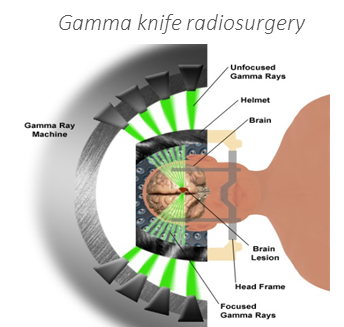 Gamma knife radiosurgery
Unfocused
Gamma Rays
Helmet
Gamma Ray
Machine
Brain
Brain
Lesion
Head Frame
Focused
Gamma Rays